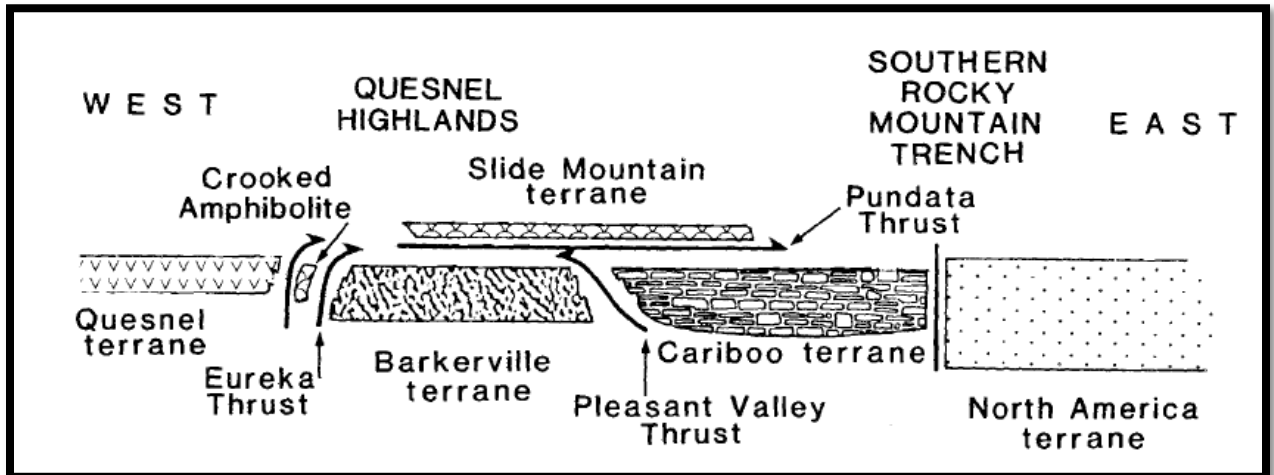 WEST
QUESNEL
HIGHLANDS
SOUTHERN
ROCKY
MOUNTAIN
TRENCH
EAST
Crooked
Amphibolite
Slide Mountain
terrane
Pundata
Thrust
Quesnel
terrane
Eureka
Thrust
Barkerville
terrane
Pleasant Valley
Thrust
Cariboo terrane
North America
terrane